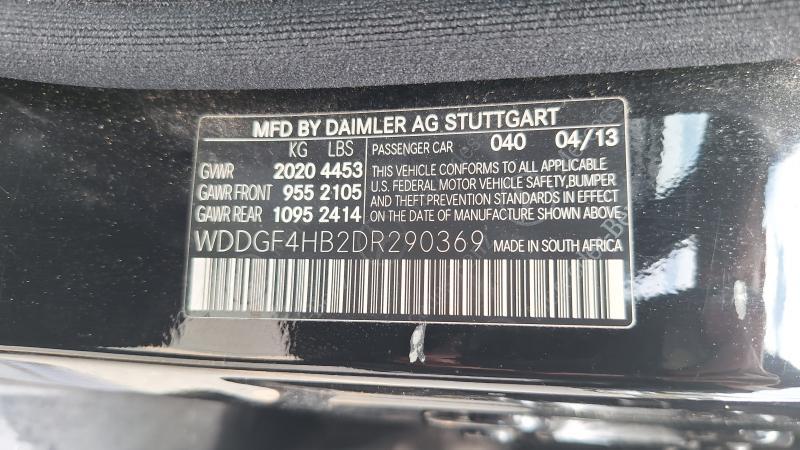 MFD BY DAIMLER AG STUTTGART
KG LBS
GVWR 2020 4453
GAWR FRONT 955 2105
GAWR REAR 1095 2414
PASSENGER CAR 040 04/13
THIS VEHICLE CONFORMS TO ALL APPLICABLE
U.S. FEDERAL MOTOR VEHICLE SAFETY,BUMPER
AND THEFT PREVENTION STANDARDS IN EFFECT
ON THE DATE OF MANUFACTURE SHOWN ABOVE.
WDDGF4HB2DR290369 MADE IN SOUTH AFRICA